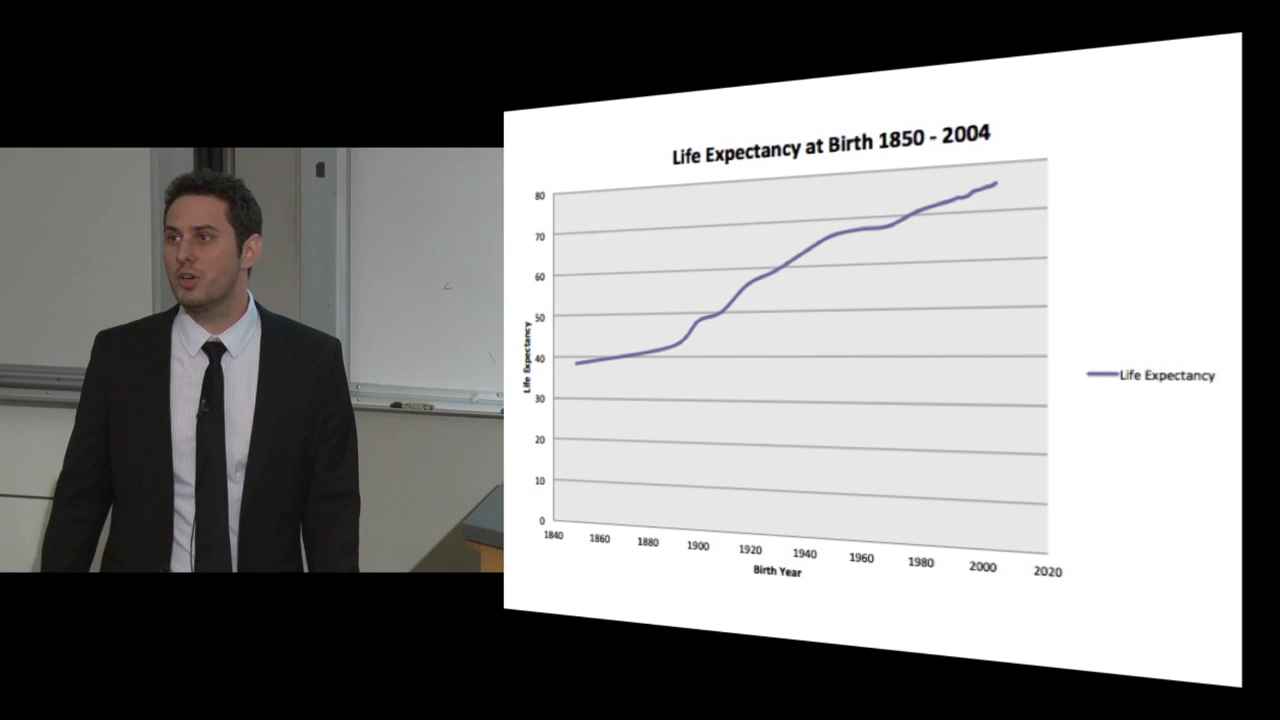 Life Expectancy at Birth 1850 - 2004
80
70
60
50
40
30
20
10
0
Life Expectancy
1840 1860 1880 1900 1920 1940 1960 1980 2000 2020
Birth Year
Life Expectancy